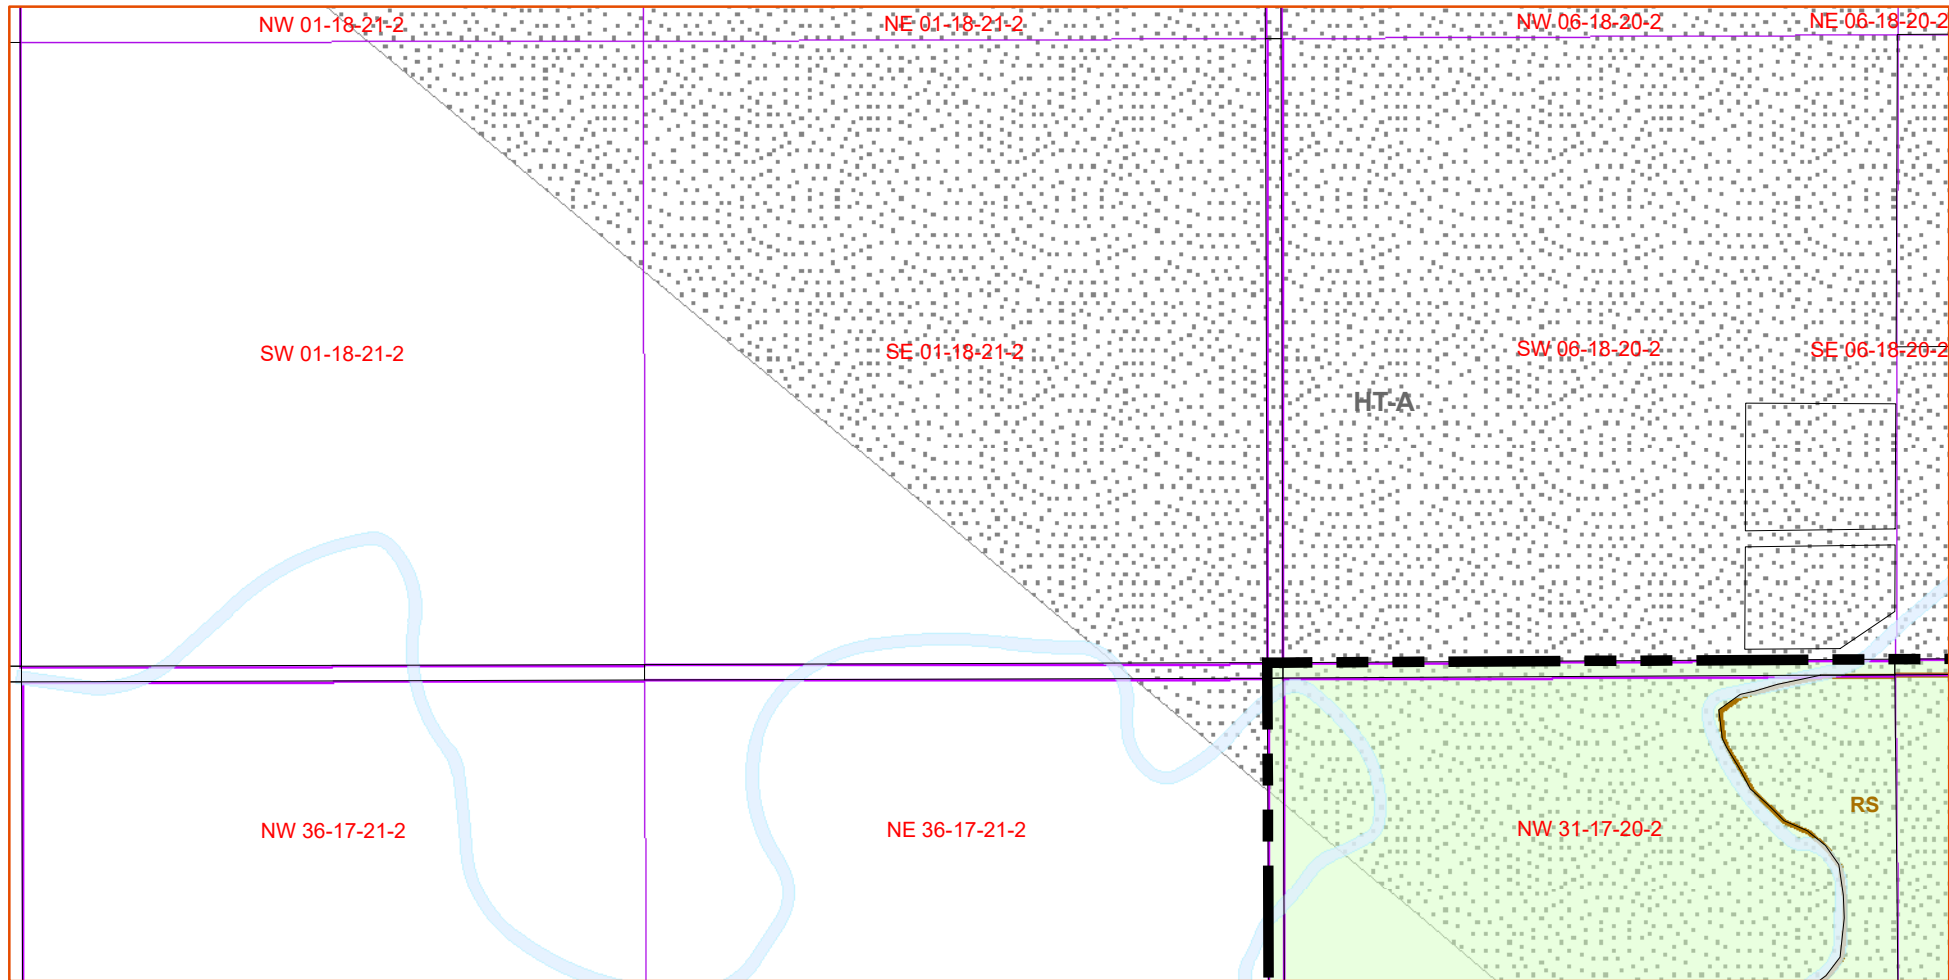 NW 01-18-21-2
NE 01-18-21-2
NW 06-18-20-2
NE 06-18-20-2
SW 01-18-21-2
SE 01-18-21-2
SW 06-18-20-2
SE 06-18-20-2
HT-A
RS
NW 36-17-21-2
NE 36-17-21-2
NW 31-17-20-2